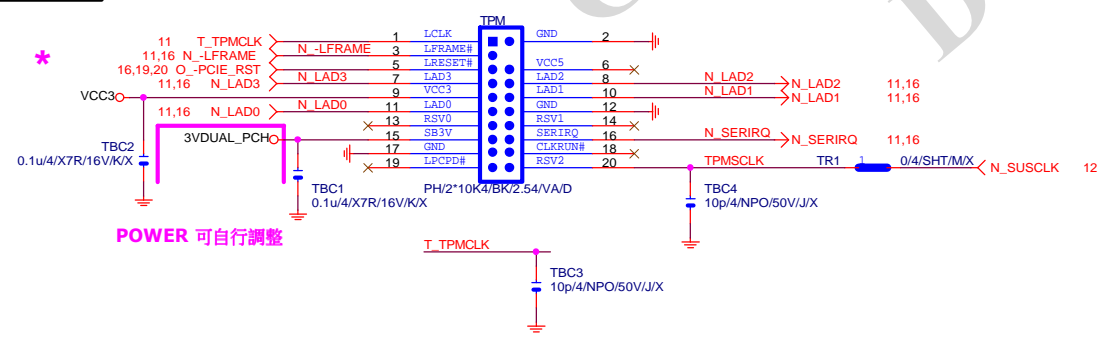 TPM
11 T_TPMCLK 1 LCLK GND 2
11,16 N_-LFRAME N_-LFRAME 3 LFRAME#
16,19,20 O_-PCIE_RST 5 LRESET# VCC5 6
11,16 N_LAD3 N_LAD3 7 LAD3 LAD2 8 N_LAD2 N_LAD2 11,16
VCC3 9 VCC3 LAD1 10 N_LAD1 N_LAD1 11,16
11,16 N_LAD0 N_LAD0 11 LAD0 GND 12
13 RSV0 RSV1 14
3VDUAL_PCH 15 SB3V SERIRQ 16 N_SERIRQ N_SERIRQ 11,16
17 GND CLKRUN# 18
19 LPCPD# RSV2 20 TPMSCLK TR1 1 0/4/SHT/M/X N_SUSCLK 12
PH/2*10K4/BK/2.54/VA/D
TBC2
0.1u/4/X7R/16V/K/X
TBC1
0.1u/4/X7R/16V/K/X
TBC4
10p/4/NPO/50V/J/X
*
POWER 可自行調整
T_TPMCLK
TBC3
10p/4/NPO/50V/J/X